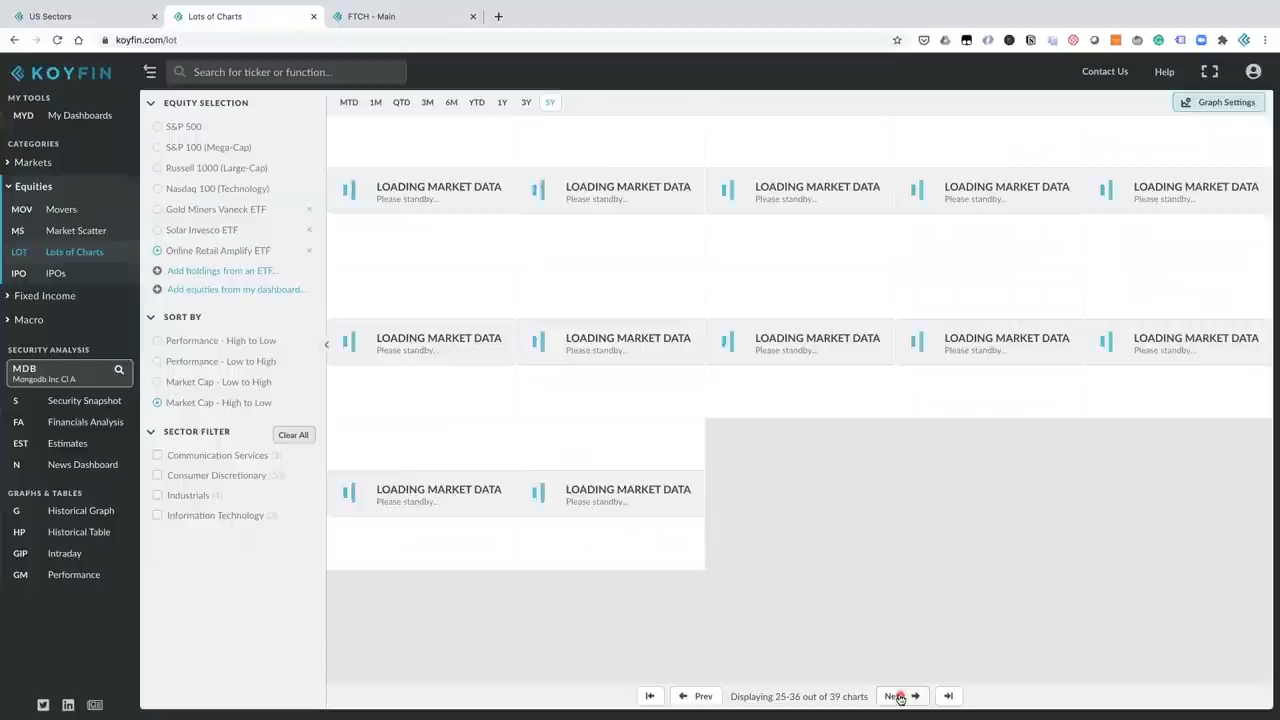 US Sectors
Lots of Charts
FTCH - Main
koyfin.com/lot
KOYFIN
Search for ticker or function...
Contact Us
Help
MY TOOLS
MYD My Dashboards
CATEGORIES
Markets
Equities
MOV Movers
MS Market Scatter
LOT Lots of Charts
IPO IPOs
Fixed Income
Macro
SECURITY ANALYSIS
MDB
Mongodb Inc Cl A
S Security Snapshot
FA Financials Analysis
EST Estimates
N News Dashboard
GRAPHS & TABLES
G Historical Graph
HP Historical Table
GIP Intraday
GM Performance
EQUITY SELECTION
S&P 500
S&P 100 (Mega-Cap)
Russell 1000 (Large-Cap)
Nasdaq 100 (Technology)
Gold Miners Vaneck ETF
Solar Invesco ETF
Online Retail Amplify ETF
Add holdings from an ETF...
Add equities from my dashboard...
SORT BY
Performance - High to Low
Performance - Low to High
Market Cap - Low to High
Market Cap - High to Low
SECTOR FILTER
Clear All
Communication Services (3)
Consumer Discretionary (30)
Industrials (4)
Information Technology (2)
MTD 1M QTD 3M 6M YTD 1Y 3Y 5Y
Graph Settings
LOADING MARKET DATA LOADING MARKET DATA LOADING MARKET DATA LOADING MARKET DATA LOADING MARKET DATA
Please standby... Please standby... Please standby... Please standby... Please standby...
LOADING MARKET DATA LOADING MARKET DATA LOADING MARKET DATA LOADING MARKET DATA LOADING MARKET DATA
Please standby... Please standby... Please standby... Please standby... Please standby...
LOADING MARKET DATA LOADING MARKET DATA
Please standby... Please standby...
Prev Displaying 25-36 out of 39 charts Next